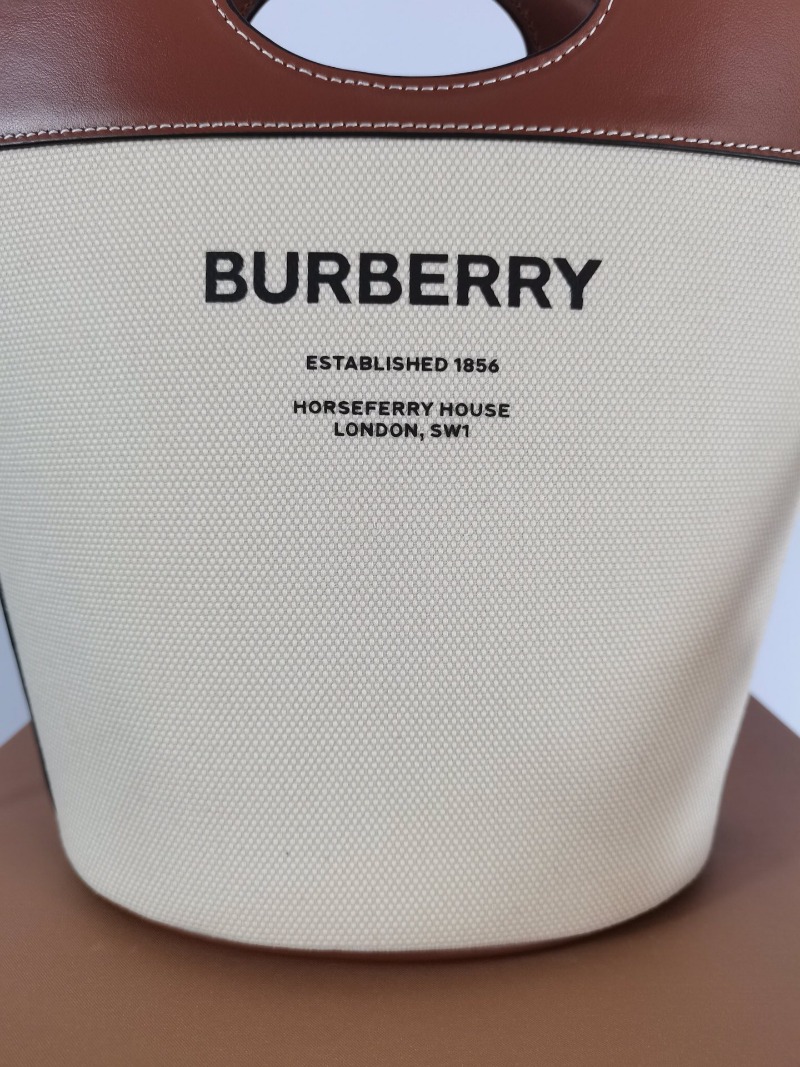 BURBERRY
ESTABLISHED 1856
HORSEFERRY HOUSE
LONDON, SW1